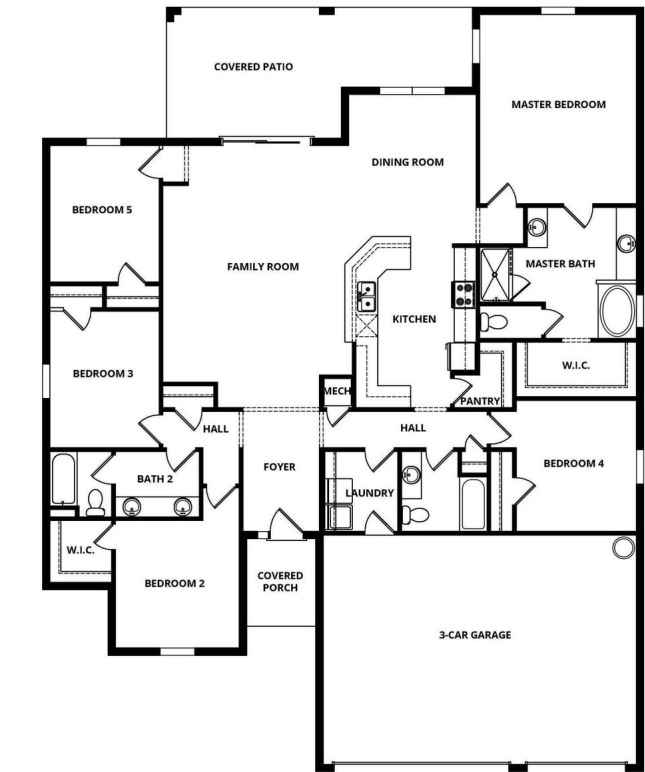 COVERED PATIO
MASTER BEDROOM
DINING ROOM
BEDROOM 5
FAMILY ROOM
MASTER BATH
KITCHEN
W.I.C.
BEDROOM 3
MECH
PANTRY
HALL
HALL
BEDROOM 4
FOYER
BATH 2
LAUNDRY
W.I.C.
BEDROOM 2
COVERED
PORCH
3-CAR GARAGE